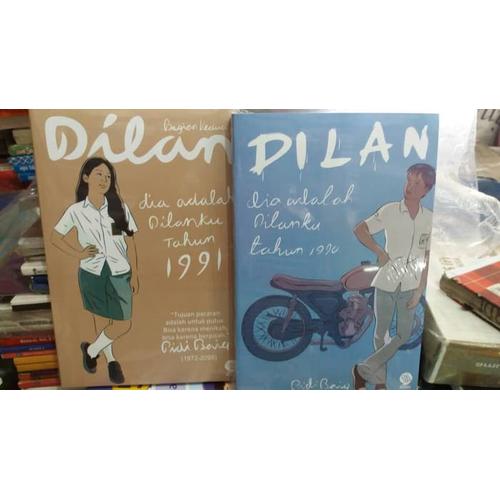 Bagian Kedua
Dilan
dia adalah
Dilanku
Tahun
1991
"Tujuan pacaran
adalah untuk putus.
Bisa karena menikah,
bisa karena berpisah."
Pidi Baiq
(1972-2098)
DILAN
dia adalah
Dilanku
tahun 1990
Pidi Baiq